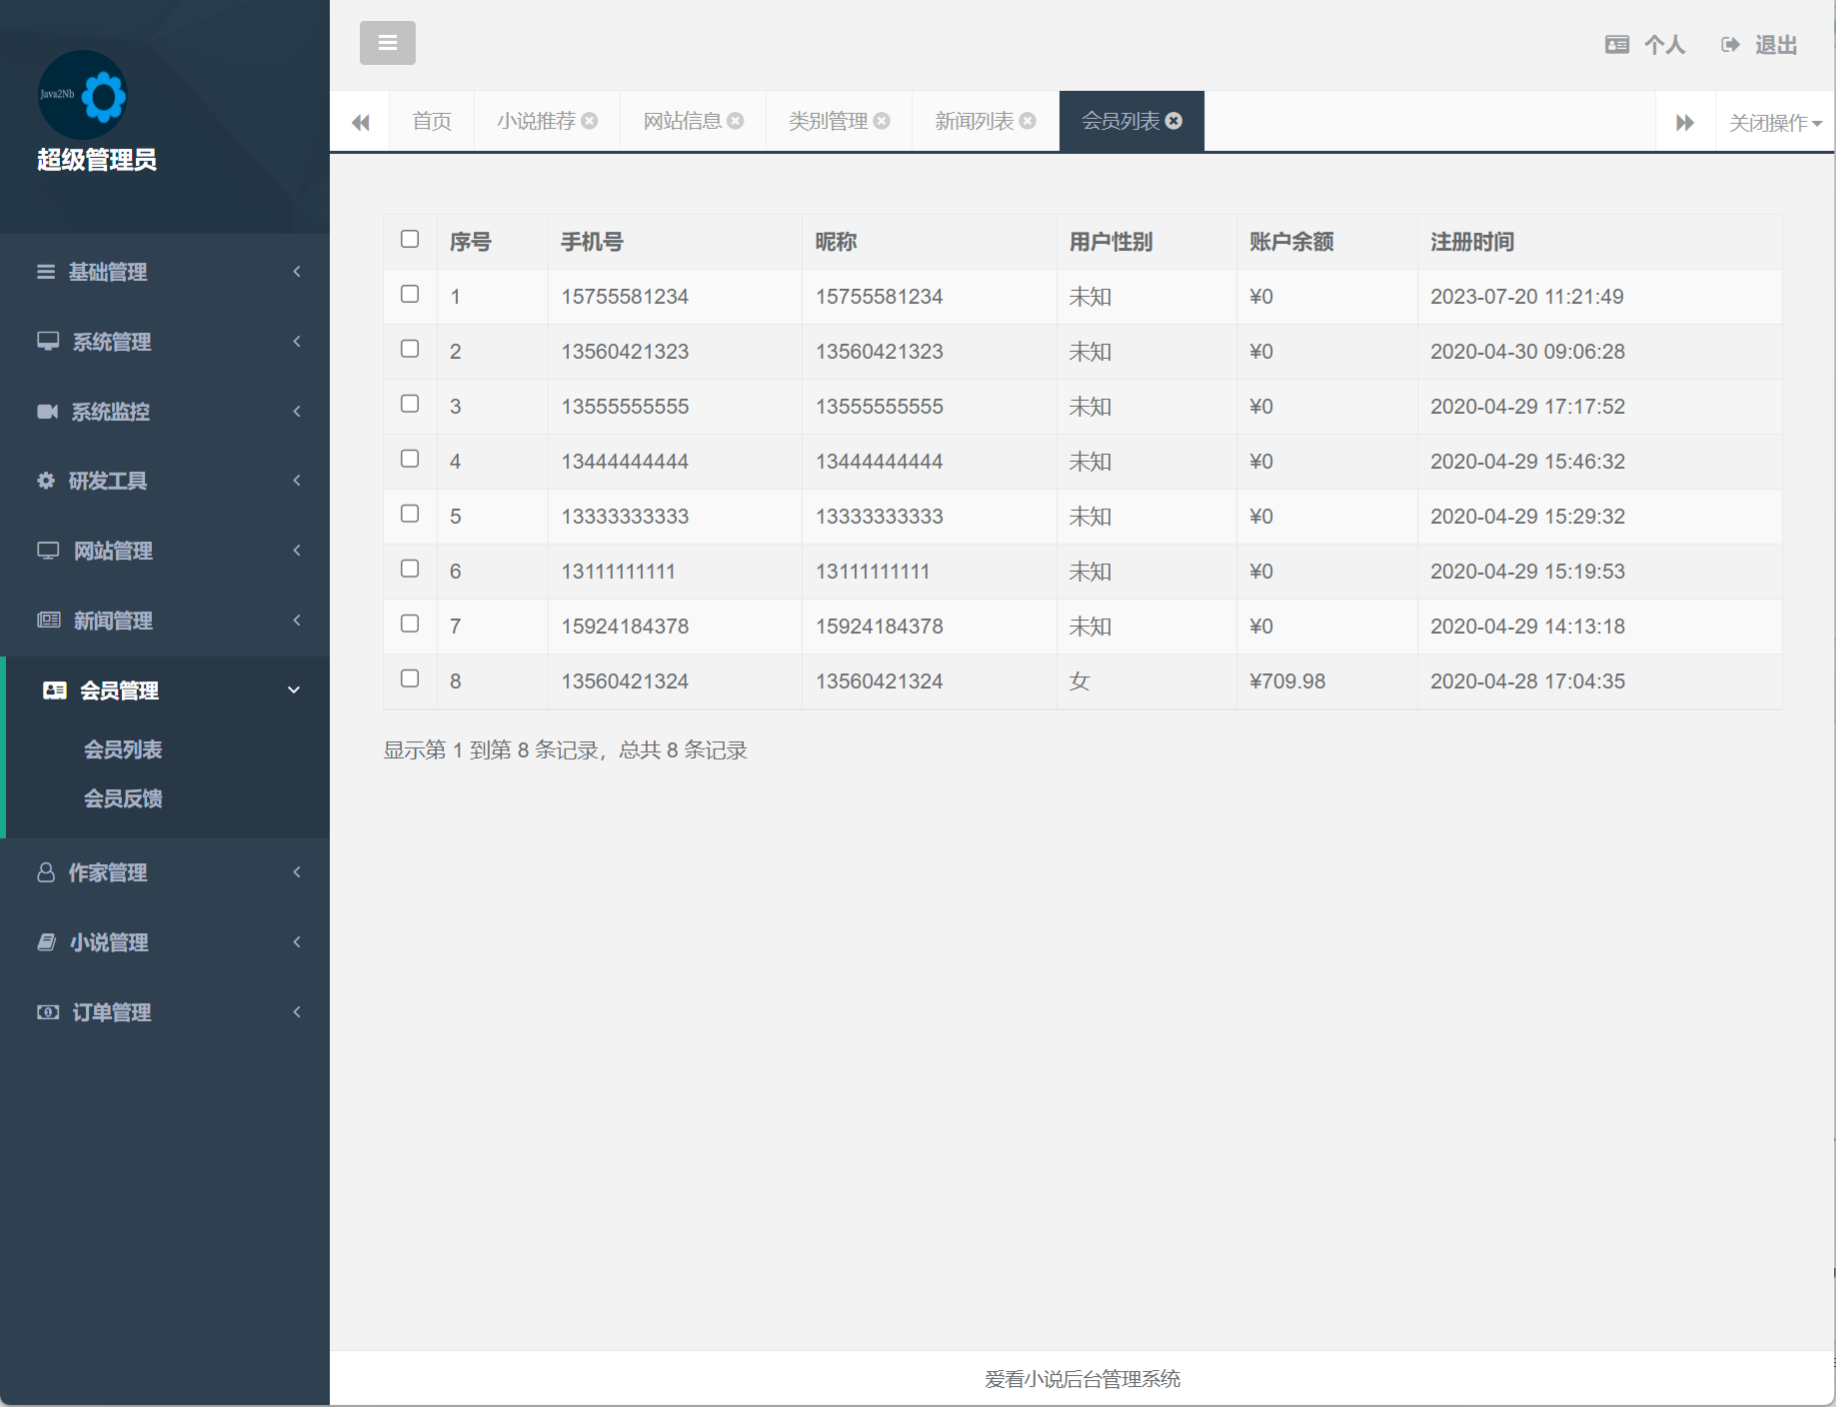 Java2Nb
超级管理员
基础管理
系统管理
系统监控
研发工具
网站管理
新闻管理
会员管理
会员列表
会员反馈
作家管理
小说管理
订单管理
个人 退出
首页 小说推荐 网站信息 类别管理 新闻列表 会员列表 关闭操作
序号 手机号 昵称 用户性别 账户余额 注册时间
1 15755581234 15755581234 未知 ¥0 2023-07-20 11:21:49
2 13560421323 13560421323 未知 ¥0 2020-04-30 09:06:28
3 13555555555 13555555555 未知 ¥0 2020-04-29 17:17:52
4 13444444444 13444444444 未知 ¥0 2020-04-29 15:46:32
5 13333333333 13333333333 未知 ¥0 2020-04-29 15:29:32
6 13111111111 13111111111 未知 ¥0 2020-04-29 15:19:53
7 15924184378 15924184378 未知 ¥0 2020-04-29 14:13:18
8 13560421324 13560421324 女 ¥709.98 2020-04-28 17:04:35
显示第 1 到第 8 条记录，总共 8 条记录
爱看小说后台管理系统